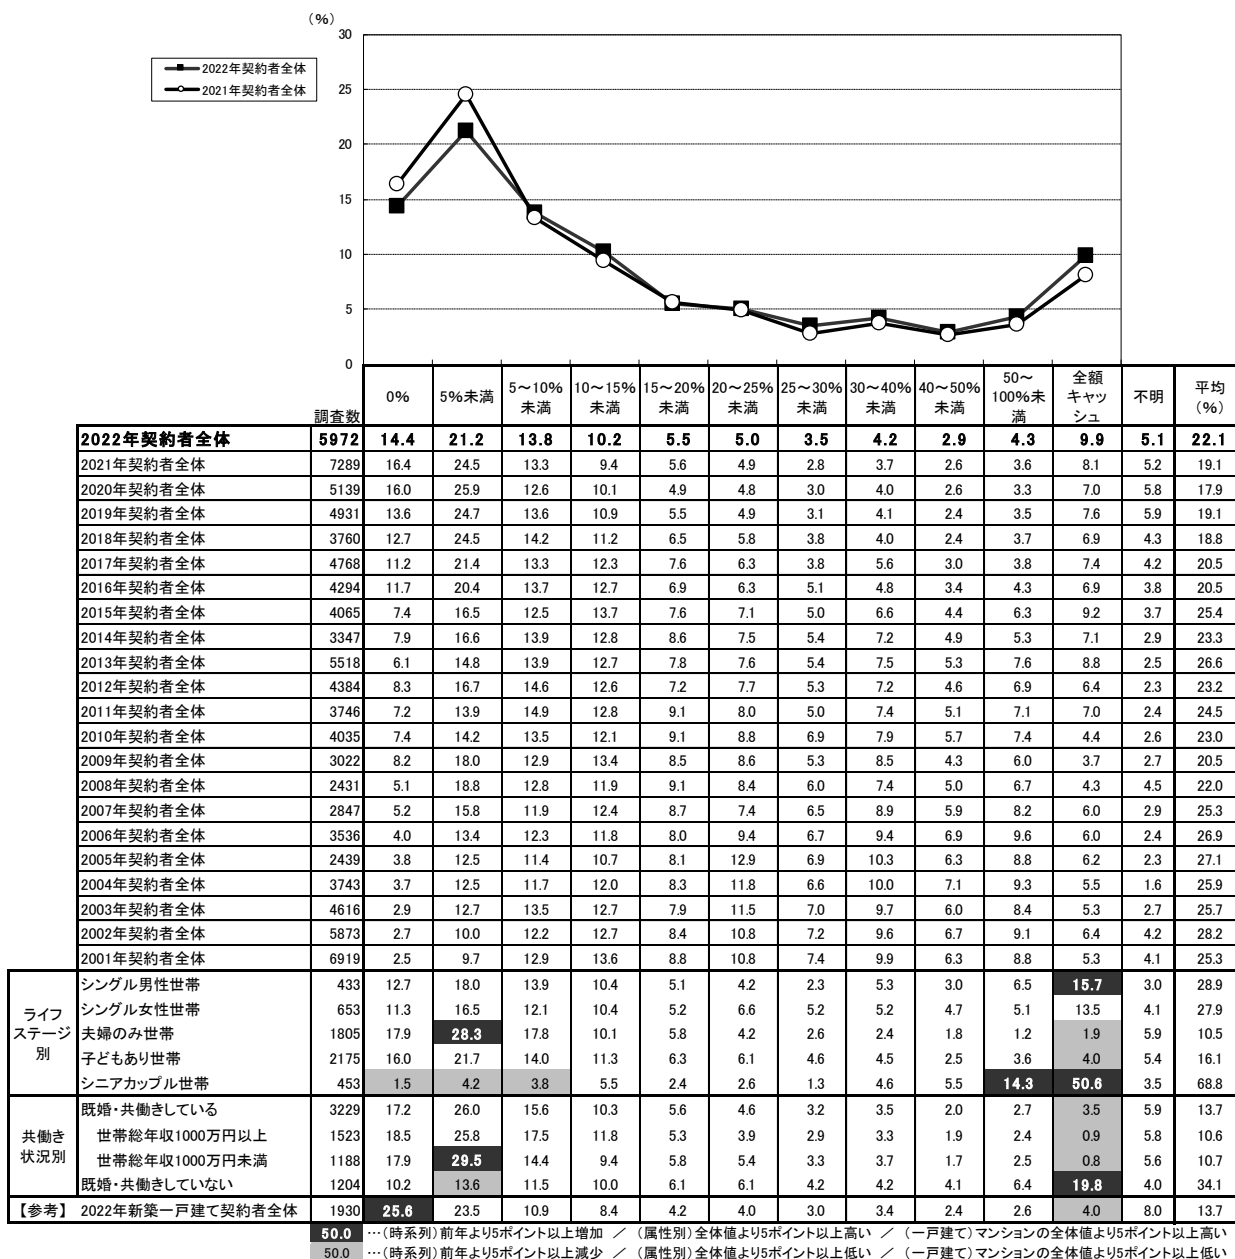 (%)
30
25
20
15
10
5
0
2022年契約者全体
2021年契約者全体
調査数 0% 5%未満 5～10%未満 10～15%未満 15～20%未満 20～25%未満 25～30%未満 30～40%未満 40～50%未満 50～100%未満 全額キャッシュ 不明 平均(%)
2022年契約者全体 5972 14.4 21.2 13.8 10.2 5.5 5.0 3.5 4.2 2.9 4.3 9.9 5.1 22.1
2021年契約者全体 7289 16.4 24.5 13.3 9.4 5.6 4.9 2.8 3.7 2.6 3.6 8.1 5.2 19.1
2020年契約者全体 5139 16.0 25.9 12.6 10.1 4.9 4.8 3.0 4.0 2.6 3.3 7.0 5.8 17.9
2019年契約者全体 4931 13.6 24.7 13.6 10.9 5.5 4.9 3.1 4.1 2.4 3.5 7.6 5.9 19.1
2018年契約者全体 3760 12.7 24.5 14.2 11.2 6.5 5.8 3.8 4.0 2.4 3.7 6.9 4.3 18.8
2017年契約者全体 4768 11.2 21.4 13.3 12.3 7.6 6.3 3.8 5.6 3.0 3.8 7.4 4.2 20.5
2016年契約者全体 4294 11.7 20.4 13.7 12.7 6.9 6.3 5.1 4.8 3.4 4.3 6.9 3.8 20.5
2015年契約者全体 4065 7.4 16.5 12.5 13.7 7.6 7.1 5.0 6.6 4.4 6.3 9.2 3.7 25.4
2014年契約者全体 3347 7.9 16.6 13.9 12.8 8.6 7.5 5.4 7.2 4.9 5.3 7.1 2.9 23.3
2013年契約者全体 5518 6.1 14.8 13.9 12.7 7.8 7.6 5.4 7.5 5.3 7.6 8.8 2.5 26.6
2012年契約者全体 4384 8.3 16.7 14.6 12.6 7.2 7.7 5.3 7.2 4.6 6.9 6.4 2.3 23.2
2011年契約者全体 3746 7.2 13.9 14.9 12.8 9.1 8.0 5.0 7.4 5.1 7.1 7.0 2.4 24.5
2010年契約者全体 4035 7.4 14.2 13.5 12.1 9.1 8.8 6.9 7.9 5.7 7.4 4.4 2.6 23.0
2009年契約者全体 3022 8.2 18.0 12.9 13.4 8.5 8.6 5.3 8.5 4.3 6.0 3.7 2.7 20.5
2008年契約者全体 2431 5.1 18.8 12.8 11.9 9.1 8.4 6.0 7.4 5.0 6.7 4.3 4.5 22.0
2007年契約者全体 2847 5.2 15.8 11.9 12.4 8.7 7.4 6.5 8.9 5.9 8.2 6.0 2.9 25.3
2006年契約者全体 3536 4.0 13.4 12.3 11.8 8.0 9.4 6.7 9.4 6.9 9.6 6.0 2.4 26.9
2005年契約者全体 2439 3.8 12.5 11.4 10.7 8.1 12.9 6.9 10.3 6.3 8.8 6.2 2.3 27.1
2004年契約者全体 3743 3.7 12.5 11.7 12.0 8.3 11.8 6.6 10.0 7.1 9.3 5.5 1.6 25.9
2003年契約者全体 4616 2.9 12.7 13.5 12.7 7.9 11.5 7.0 9.7 6.0 8.4 5.3 2.7 25.7
2002年契約者全体 5873 2.7 10.0 12.2 12.7 8.4 10.8 7.2 9.6 6.7 9.1 6.4 4.2 28.2
2001年契約者全体 6919 2.5 9.7 12.9 13.6 8.8 10.8 7.4 9.9 6.3 8.8 5.3 4.1 25.3
ライフステージ別
シングル男性世帯 433 12.7 18.0 13.9 10.4 5.1 4.2 2.3 5.3 3.0 6.5 15.7 3.0 28.9
シングル女性世帯 653 11.3 16.5 12.1 10.4 5.2 6.6 5.2 5.2 4.7 5.1 13.5 4.1 27.9
夫婦のみ世帯 1805 17.9 28.3 17.8 10.1 5.8 4.2 2.6 2.4 1.8 1.2 1.9 5.9 10.5
子どもあり世帯 2175 16.0 21.7 14.0 11.3 6.3 6.1 4.6 4.5 2.5 3.6 4.0 5.4 16.1
シニアカップル世帯 453 1.5 4.2 3.8 5.5 2.4 2.6 1.3 4.6 5.5 14.3 50.6 3.5 68.8
共働き状況別
既婚・共働きしている 3229 17.2 26.0 15.6 10.3 5.6 4.6 3.2 3.5 2.0 2.7 3.5 5.9 13.7
世帯総年収1000万円以上 1523 18.5 25.8 17.5 11.8 5.3 3.9 2.9 3.3 1.9 2.4 0.9 5.8 10.6
世帯総年収1000万円未満 1188 17.9 29.5 14.4 9.4 5.8 5.4 3.3 3.7 1.7 2.5 0.8 5.6 10.7
既婚・共働きしていない 1204 10.2 13.6 11.5 10.0 6.1 6.1 4.2 4.2 4.1 6.4 19.8 4.0 34.1
【参考】 2022年新築一戸建て契約者全体 1930 25.6 23.5 10.9 8.4 4.2 4.0 3.0 3.4 2.4 2.6 4.0 8.0 13.7
50.0 …(時系列)前年より5ポイント以上増加 ／ (属性別)全体値より5ポイント以上高い ／ (一戸建て)マンションの全体値より5ポイント以上高い
50.0 …(時系列)前年より5ポイント以上減少 ／ (属性別)全体値より5ポイント以上低い ／ (一戸建て)マンションの全体値より5ポイント以上低い